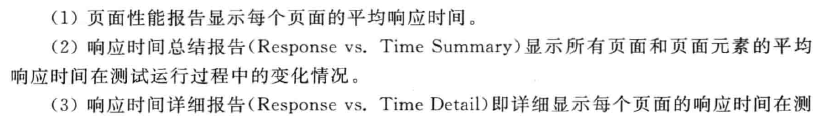 (1) 页面性能报告显示每个页面的平均响应时间。
(2) 响应时间总结报告(Response vs. Time Summary)显示所有页面和页面元素的平均
响应时间在测试运行过程中的变化情况。
(3) 响应时间详细报告(Response vs. Time Detail)即详细显示每个页面的响应时间在测